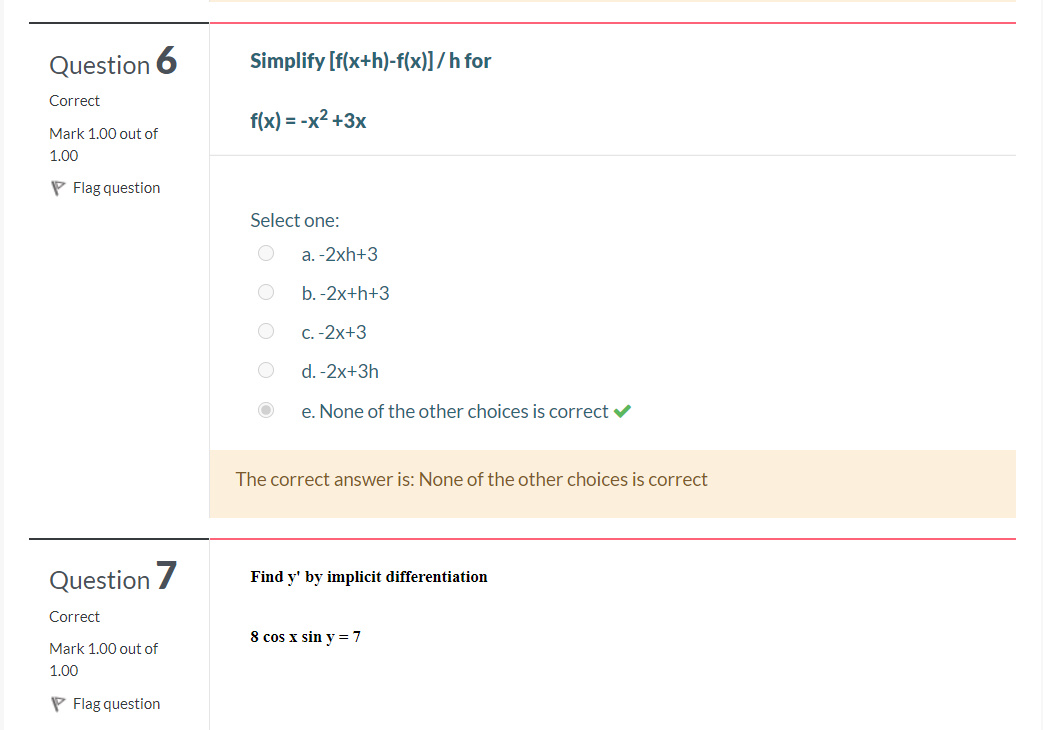 Question 6
Correct
Mark 1.00 out of
1.00
Flag question
Simplify [f(x+h)-f(x)] / h for
f(x) = -x² +3x
Select one:
a. -2xh+3
b. -2x+h+3
c. -2x+3
d. -2x+3h
e. None of the other choices is correct
The correct answer is: None of the other choices is correct
Question 7
Correct
Mark 1.00 out of
1.00
Flag question
Find y' by implicit differentiation
8 cos x sin y = 7